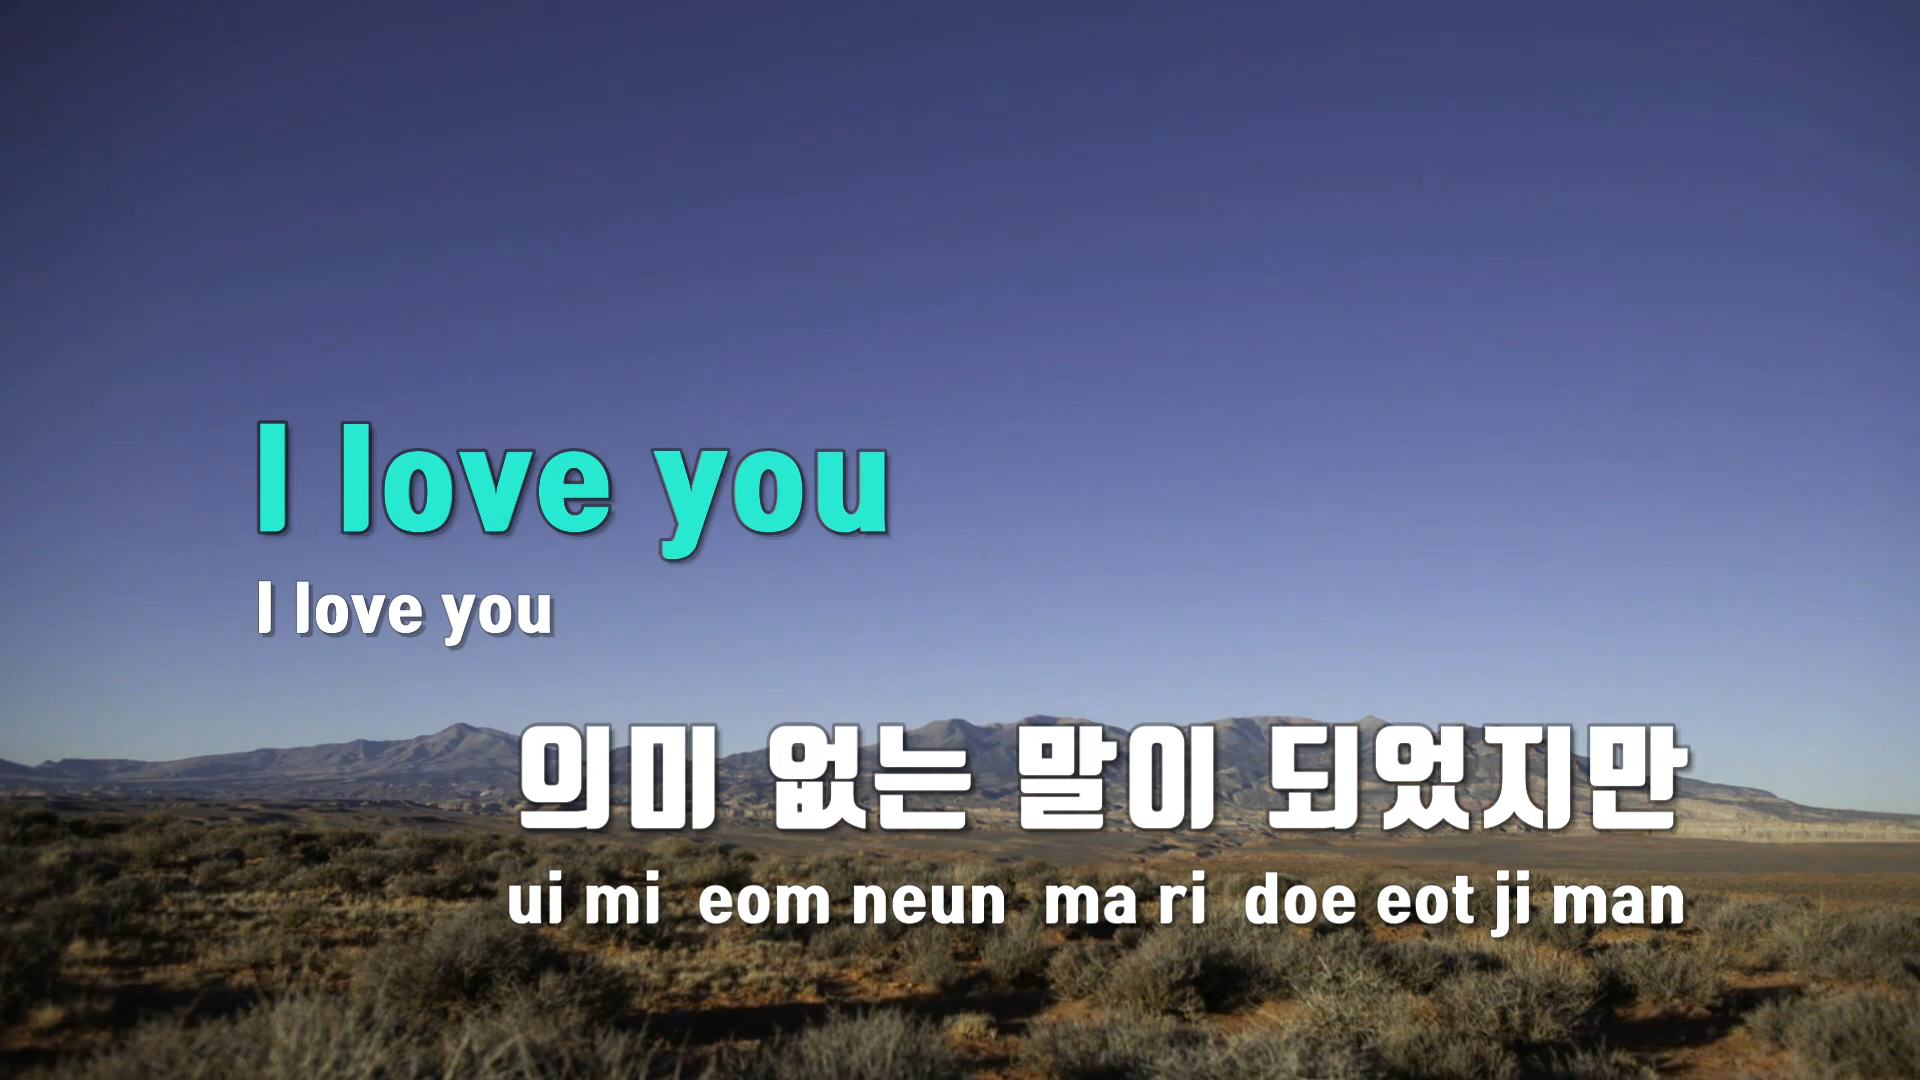 I love you
I love you
의미 없는 말이 되었지만
ui mi eom neun ma ri doe eot ji man